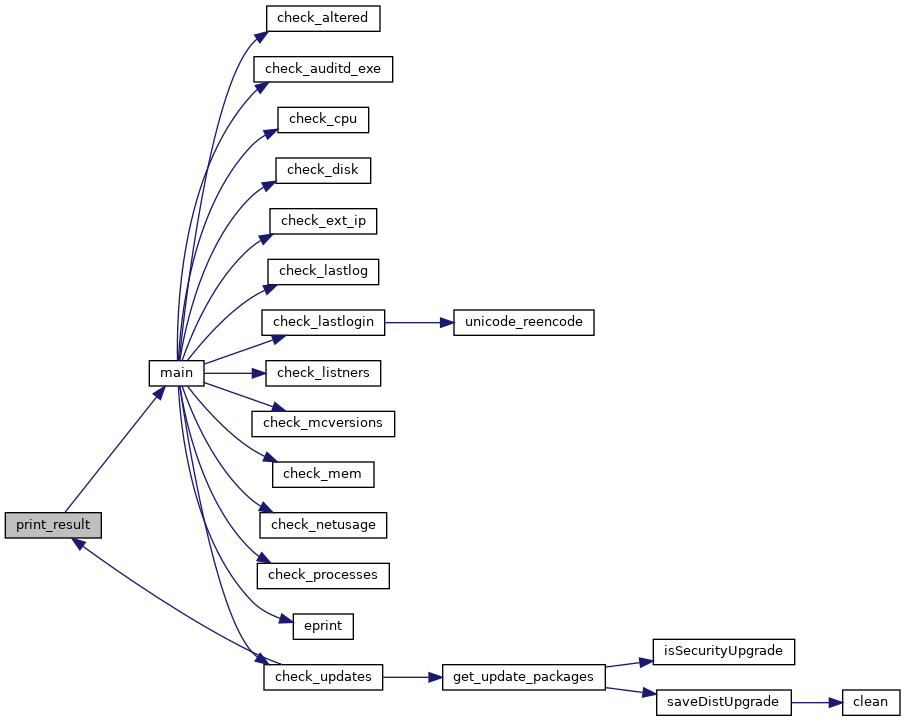 check_altered
check_auditd_exe
check_cpu
check_disk
check_ext_ip
check_lastlog
check_lastlogin
unicode_reencode
main
check_listners
check_mcversions
check_mem
print_result
check_netusage
check_processes
eprint
isSecurityUpgrade
check_updates
get_update_packages
saveDistUpgrade
clean